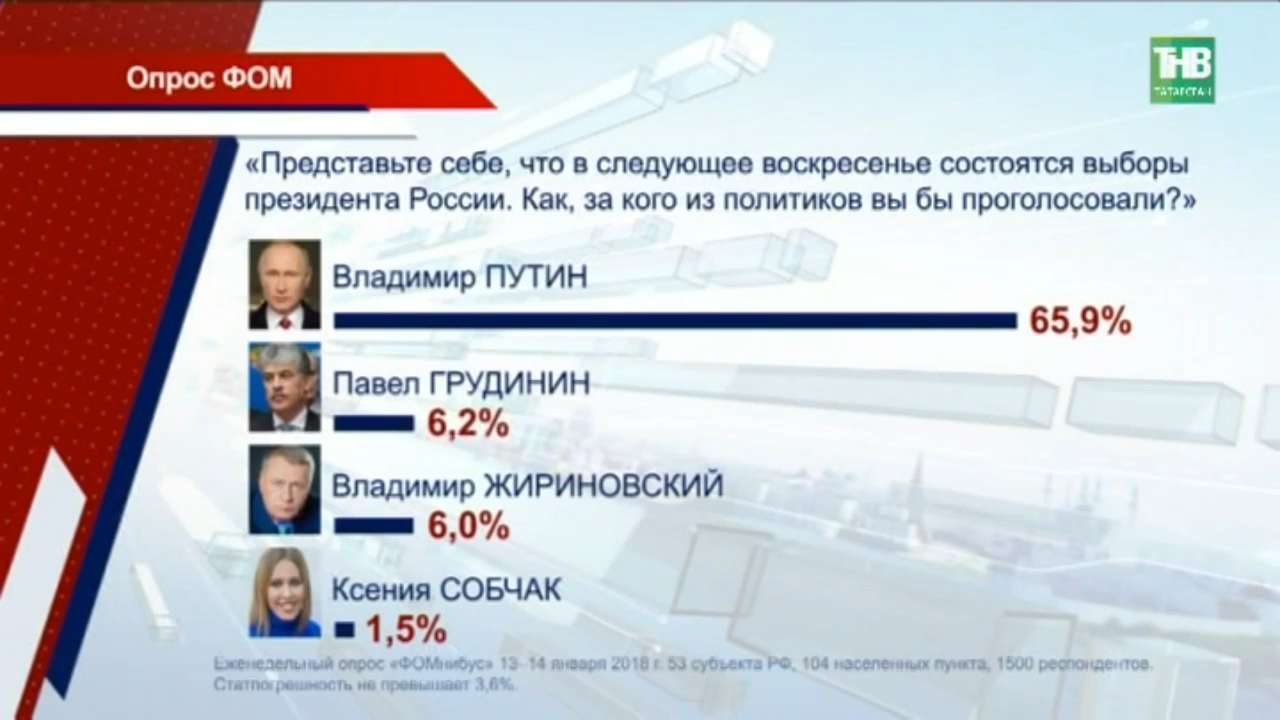 Опрос ФОМ
ТНВ
ТАТАРСТАН
«Представьте себе, что в следующее воскресенье состоятся выборы
президента России. Как, за кого из политиков вы бы проголосовали?»
Владимир ПУТИН
65,9%
Павел ГРУДИНИН
6,2%
Владимир ЖИРИНОВСКИЙ
6,0%
Ксения СОБЧАК
1,5%
Еженедельный опрос «ФОМнибус» 13–14 января 2018 г. 53 субъекта РФ, 104 населенных пункта, 1500 респондентов.
Статпогрешность не превышает 3,6%.